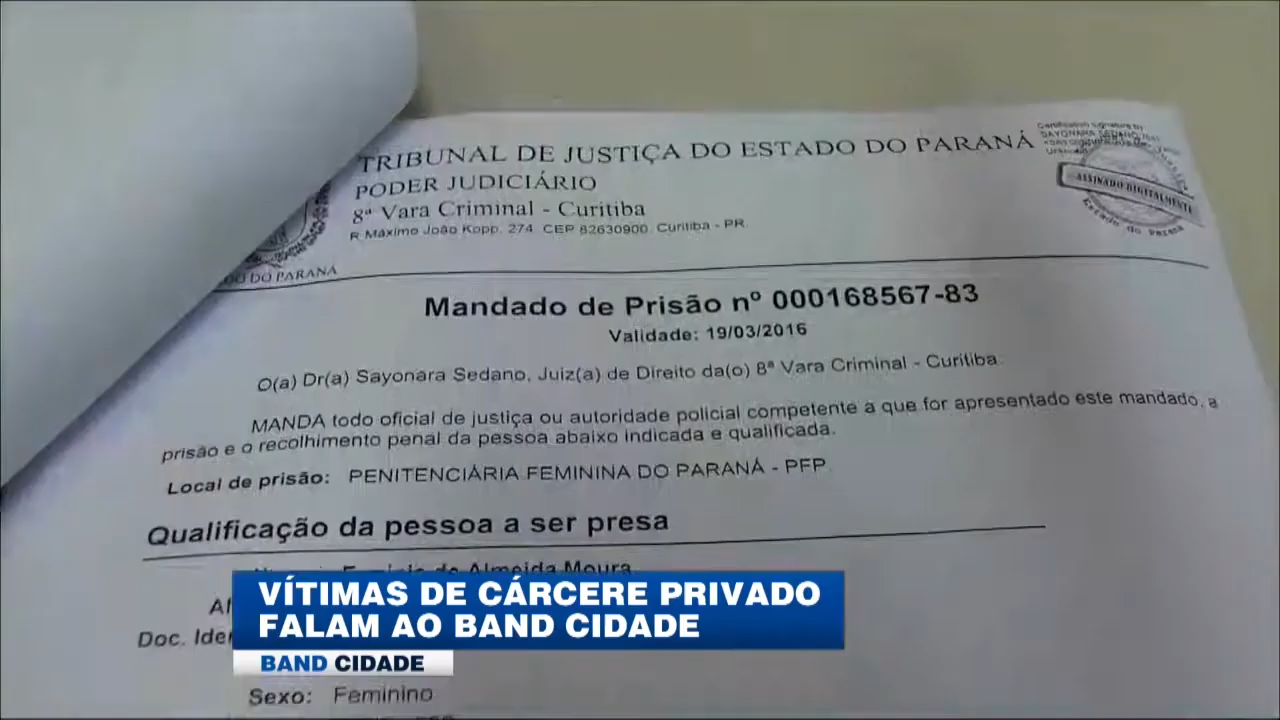 TRIBUNAL DE JUSTIÇA DO ESTADO DO PARANÁ
PODER JUDICIÁRIO
8ª Vara Criminal - Curitiba
R. Máximo João Kopp, 274 CEP 82630900 Curitiba - PR
DO PARANÁ
ASSINADO DIGITALMENTE
Estado do Paraná
Mandado de Prisão nº 000168567-83
Validade: 19/03/2016
O(a) Dr(a) Sayonara Sedano, Juiz(a) de Direito da(o) 8ª Vara Criminal - Curitiba
MANDA todo oficial de justiça ou autoridade policial competente a que for apresentado este mandado, a
prisão e o recolhimento penal da pessoa abaixo indicada e qualificada.
Local de prisão: PENITENCIÁRIA FEMININA DO PARANÁ - PFP
Qualificação da pessoa a ser presa
de Almeida Moura
Doc.
VÍTIMAS DE CÁRCERE PRIVADO
FALAM AO BAND CIDADE
BAND CIDADE
Sexo: Feminino